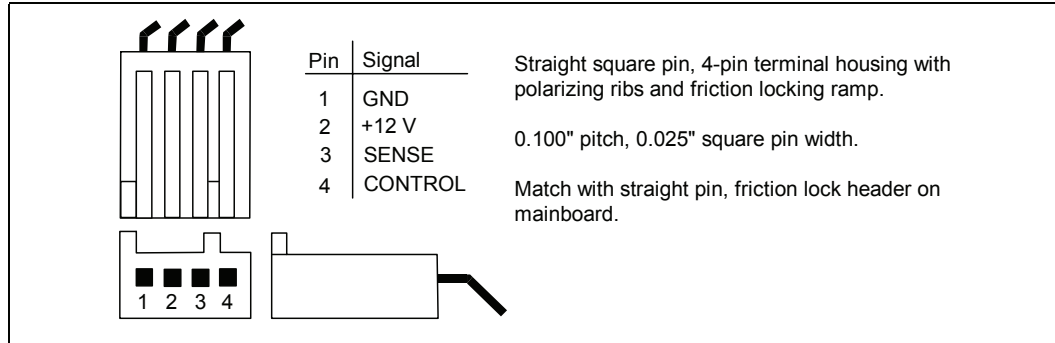 Pin Signal
1 GND
2 +12 V
3 SENSE
4 CONTROL
Straight square pin, 4-pin terminal housing with
polarizing ribs and friction locking ramp.
0.100" pitch, 0.025" square pin width.
Match with straight pin, friction lock header on
mainboard.
1 2 3 4